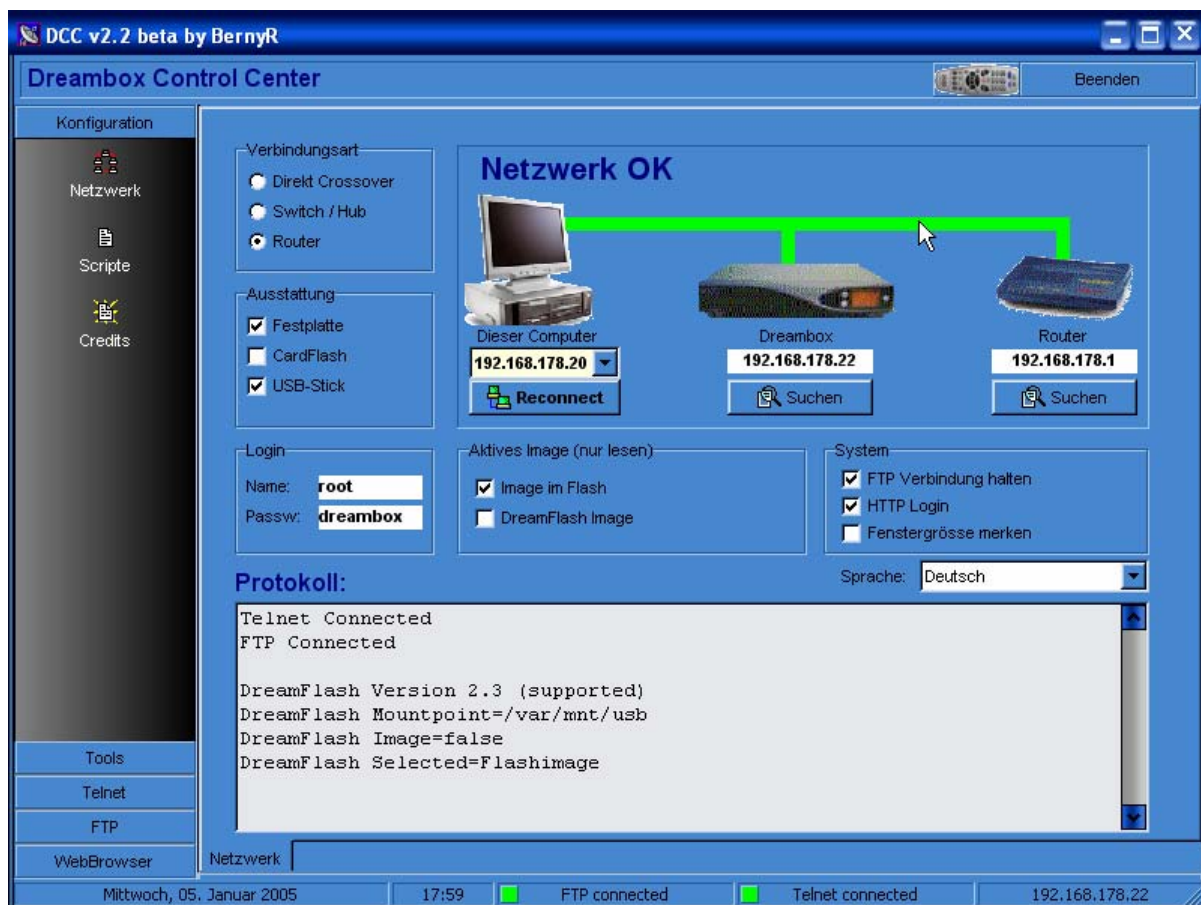 DCC v2.2 beta by BernyR
Dreambox Control Center
Beenden
Konfiguration
Netzwerk
Scripte
Credits
Tools
Telnet
FTP
WebBrowser
Verbindungsart
Direkt Crossover
Switch / Hub
Router
Ausstattung
Festplatte
CardFlash
USB-Stick
Netzwerk OK
Dieser Computer
192.168.178.20
Reconnect
Dreambox
192.168.178.22
Suchen
Router
192.168.178.1
Suchen
Login
Name: root
Passw: dreambox
Aktives Image (nur lesen)
Image im Flash
DreamFlash Image
System
FTP Verbindung halten
HTTP Login
Fenstergrösse merken
Sprache: Deutsch
Protokoll:
Telnet Connected
FTP Connected
DreamFlash Version 2.3 (supported)
DreamFlash Mountpoint=/var/mnt/usb
DreamFlash Image=false
DreamFlash Selected=Flashimage
Netzwerk
Mittwoch, 05. Januar 2005 17:59 FTP connected Telnet connected 192.168.178.22